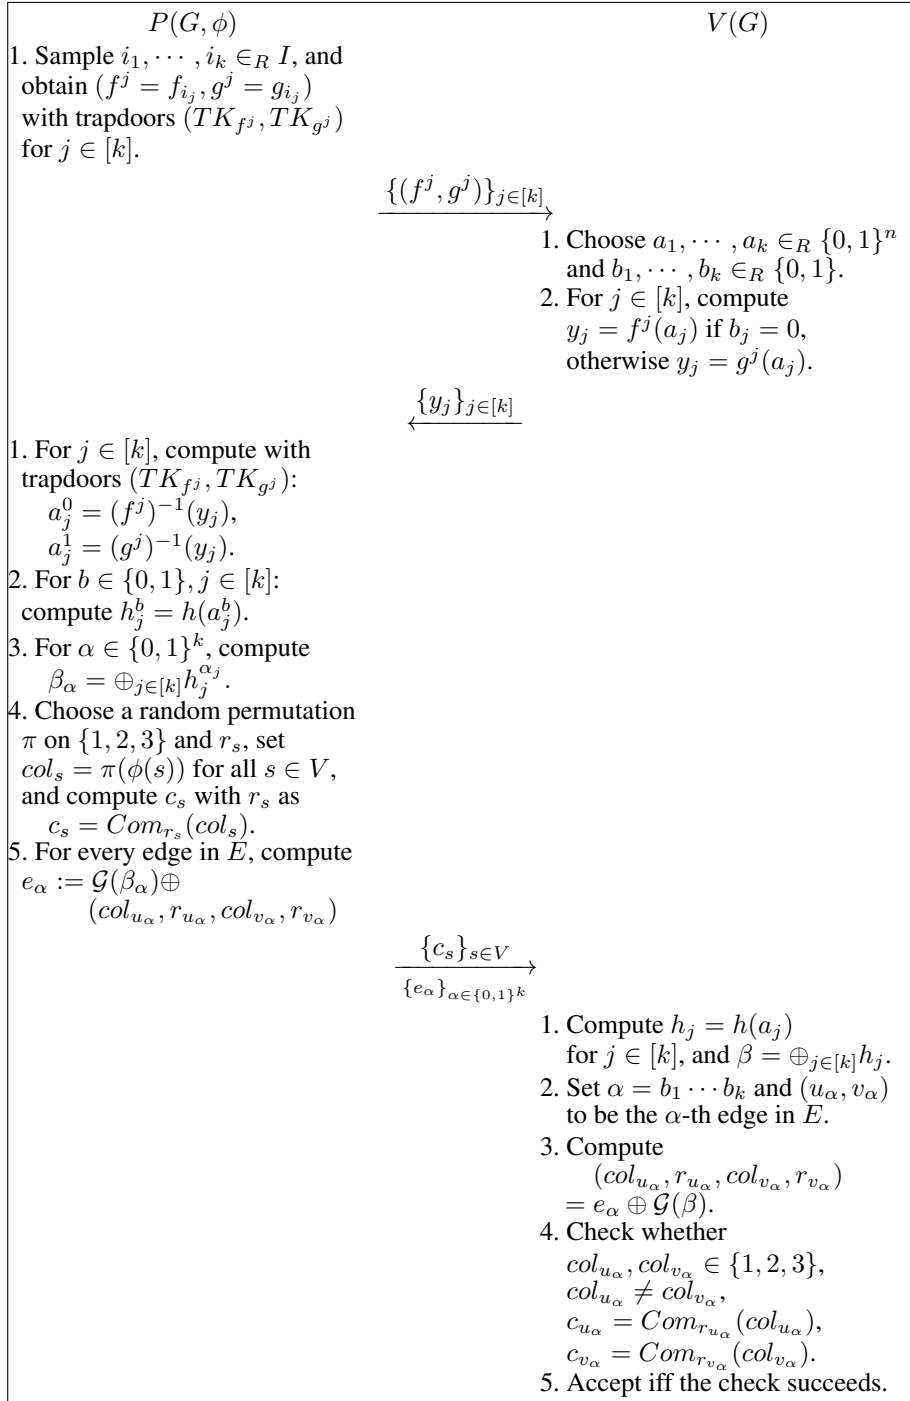 P(G, ϕ) V(G)
1. Sample i_1, ⋯ , i_k ∈_R I, and
obtain (f^j = f_{i_j}, g^j = g_{i_j})
with trapdoors (TK_{f^j}, TK_{g^j})
for j ∈ [k].
{(f^j, g^j)}_{j∈[k]}
1. Choose a_1, ⋯ , a_k ∈_R {0, 1}^n
and b_1, ⋯ , b_k ∈_R {0, 1}.
2. For j ∈ [k], compute
y_j = f^j(a_j) if b_j = 0,
otherwise y_j = g^j(a_j).
{y_j}_{j∈[k]}
1. For j ∈ [k], compute with
trapdoors (TK_{f^j}, TK_{g^j}):
a_j^0 = (f^j)^{-1}(y_j),
a_j^1 = (g^j)^{-1}(y_j).
2. For b ∈ {0, 1}, j ∈ [k]:
compute h_j^b = h(a_j^b).
3. For α ∈ {0, 1}^k, compute
β_α = ⊕_{j∈[k]} h_j^{α_j}.
4. Choose a random permutation
π on {1, 2, 3} and r_s, set
col_s = π(ϕ(s)) for all s ∈ V,
and compute c_s with r_s as
c_s = Com_{r_s}(col_s).
5. For every edge in E, compute
e_α := 𝒢(β_α)⊕
(col_{u_α}, r_{u_α}, col_{v_α}, r_{v_α})
{c_s}_{s∈V}
{e_α}_{α∈{0,1}^k}
1. Compute h_j = h(a_j)
for j ∈ [k], and β = ⊕_{j∈[k]} h_j.
2. Set α = b_1 ⋯ b_k and (u_α, v_α)
to be the α-th edge in E.
3. Compute
(col_{u_α}, r_{u_α}, col_{v_α}, r_{v_α})
= e_α ⊕ 𝒢(β).
4. Check whether
col_{u_α}, col_{v_α} ∈ {1, 2, 3},
col_{u_α} ≠ col_{v_α},
c_{u_α} = Com_{r_{u_α}}(col_{u_α}),
c_{v_α} = Com_{r_{v_α}}(col_{v_α}).
5. Accept iff the check succeeds.